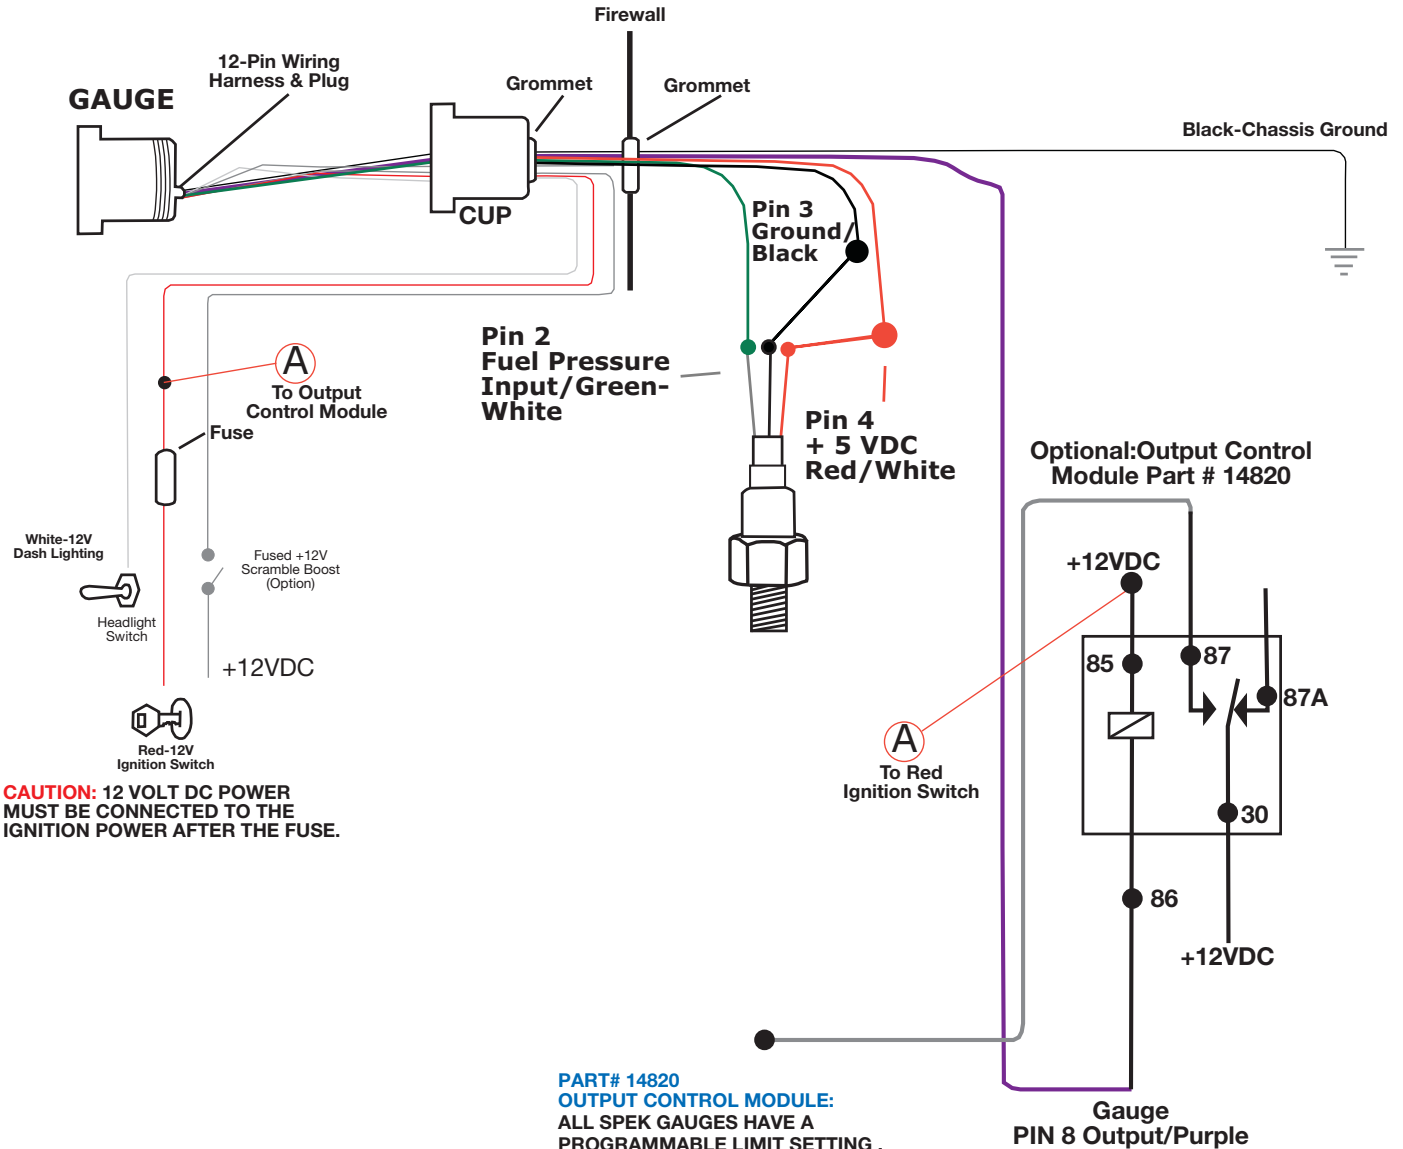 Firewall
12-Pin Wiring
Harness & Plug
GAUGE
Grommet
Grommet
Black-Chassis Ground
CUP
Pin 3
Ground/
Black
Pin 2
Fuel Pressure
Input/Green-
White
A
To Output
Control Module
Fuse
Pin 4
+ 5 VDC
Red/White
Optional:Output Control
Module Part # 14820
White-12V
Dash Lighting
Fused +12V
Scramble Boost
(Option)
+12VDC
Headlight
Switch
+12VDC
85
87
87A
A
To Red
Ignition Switch
Red-12V
Ignition Switch
CAUTION: 12 VOLT DC POWER
MUST BE CONNECTED TO THE
IGNITION POWER AFTER THE FUSE.
30
86
+12VDC
PART# 14820
OUTPUT CONTROL MODULE:
ALL SPEK GAUGES HAVE A
PROGRAMMABLE LIMIT SETTING .
Gauge
PIN 8 Output/Purple